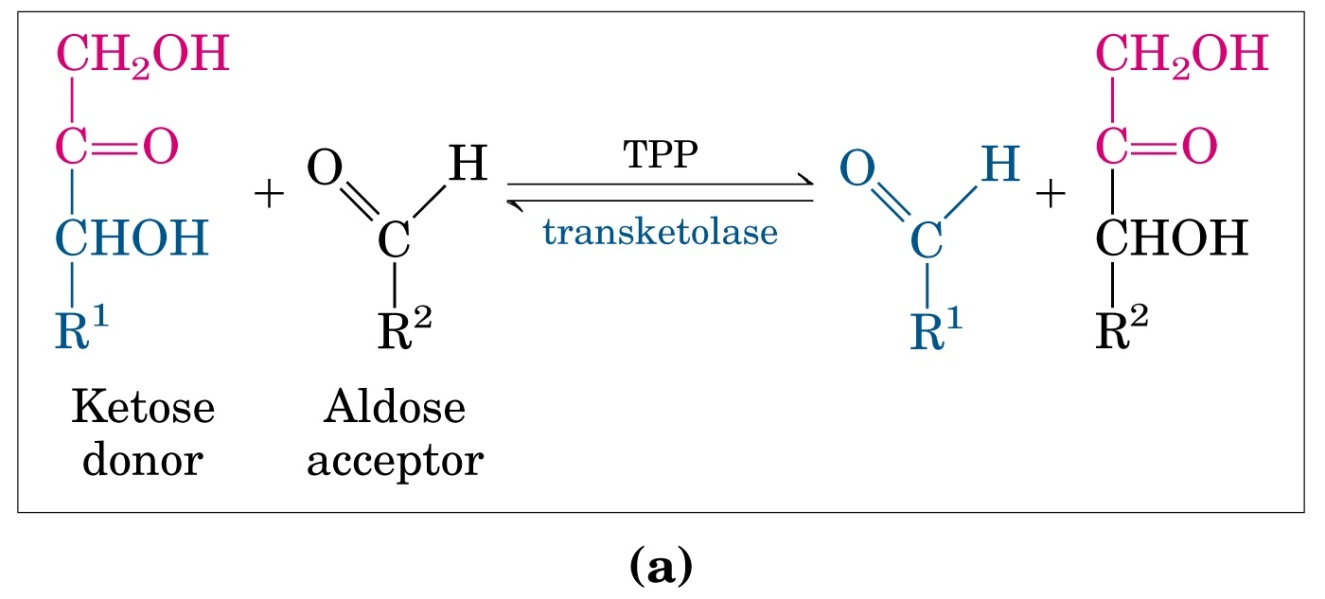 CH₂OH
C=O
CHOH
R¹
+
O
H
C
R²
TPP
transketolase
O
H
C
R¹
+
CH₂OH
C=O
CHOH
R²
Ketose
donor
Aldose
acceptor
(a)